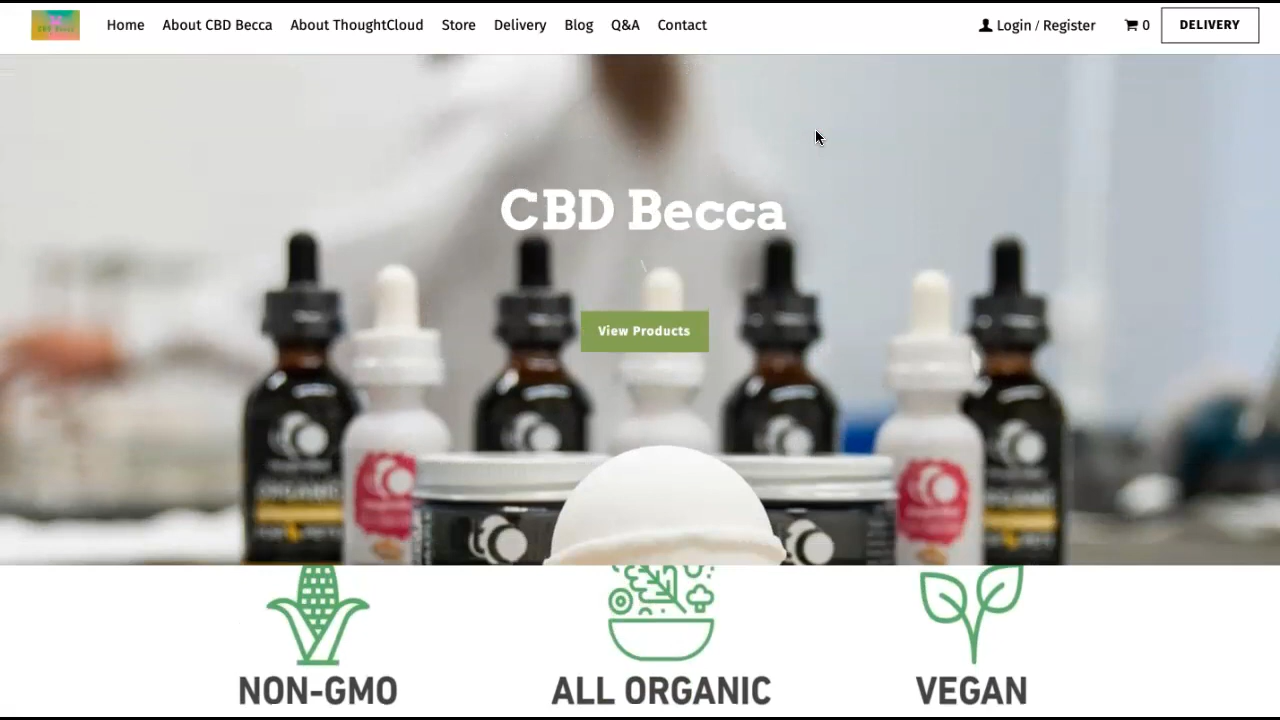 Home About CBD Becca About ThoughtCloud Store Delivery Blog Q&A Contact Login / Register 0 DELIVERY
CBD Becca
View Products
NON-GMO ALL ORGANIC VEGAN